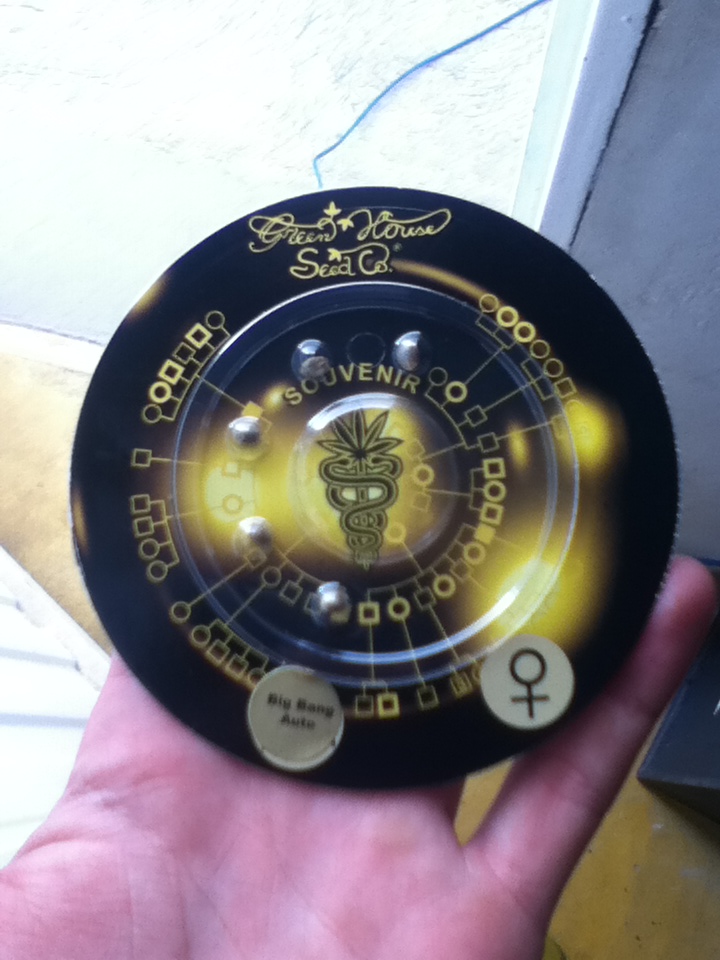 Green House
Seed Co.®
SOUVENIR
Big Bang
Auto